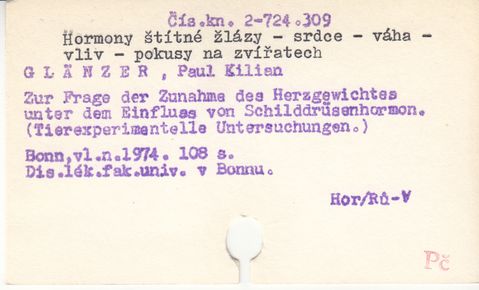 Čís.kn. 2-724.309
Hormony štítné žlázy - srdce - váha -
vliv - pokusy na zvířatech
G L Ä N Z E R , Paul Kilian
Zur Frage der Zunahme des Herzgewichtes
unter dem Einfluss von Schilddrüsenhormon.
(Tierexperimentelle Untersuchungen.)
Bonn,vl.n.1974. 108 s.
Dis.lék.fak.univ. v Bonnu.
Hor/Rů-V
Pč